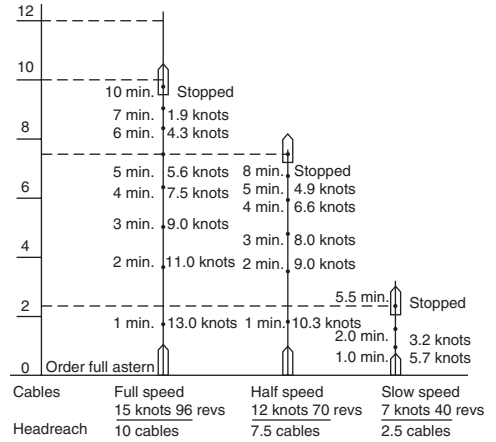 12
10
10 min. Stopped
7 min. 1.9 knots
6 min. 4.3 knots
8
5 min. 5.6 knots 8 min. Stopped
4 min. 7.5 knots 5 min. 4.9 knots
6
4 min. 6.6 knots
3 min. 9.0 knots
3 min. 8.0 knots
4
2 min. 11.0 knots 2 min. 9.0 knots
5.5 min. Stopped
2
1 min. 13.0 knots 1 min. 10.3 knots
2.0 min. 3.2 knots
1.0 min. 5.7 knots
0 Order full astern
Cables Full speed Half speed Slow speed
15 knots 96 revs 12 knots 70 revs 7 knots 40 revs
Headreach 10 cables 7.5 cables 2.5 cables